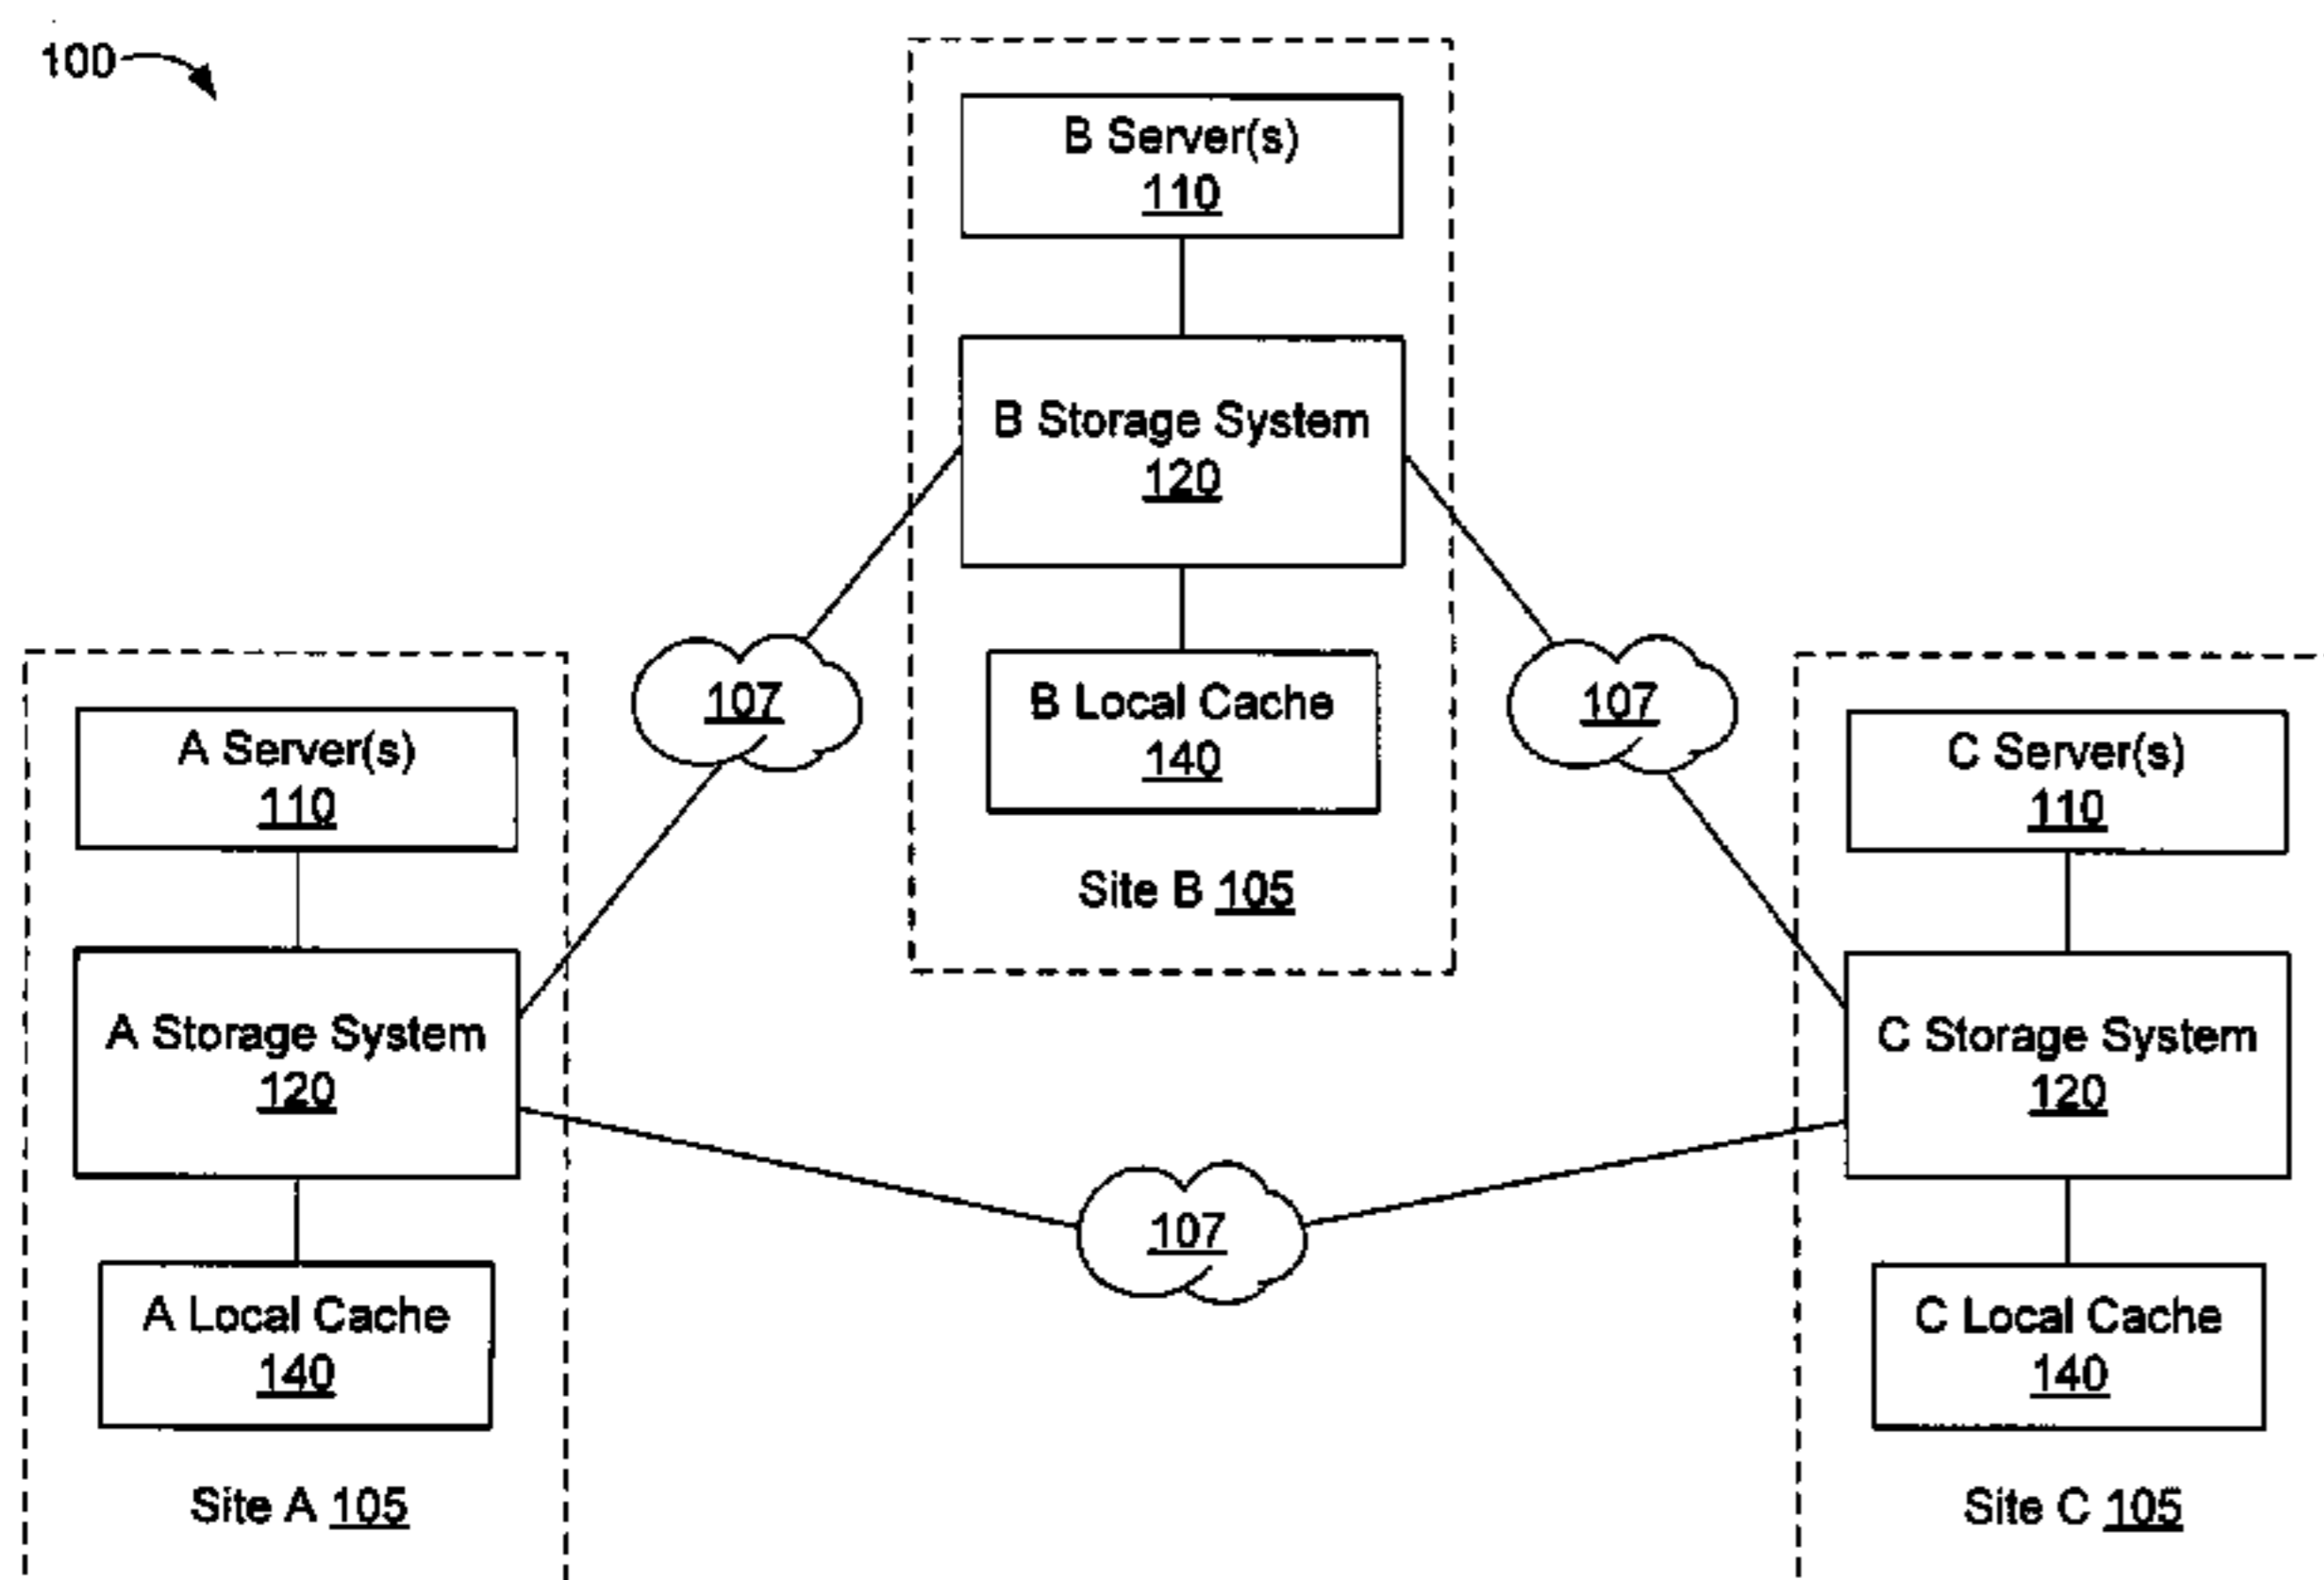 100
B Server(s)
110
B Storage System
120
B Local Cache
140
Site B 105
107
107
A Server(s)
110
A Storage System
120
A Local Cache
140
Site A 105
107
C Server(s)
110
C Storage System
120
C Local Cache
140
Site C 105